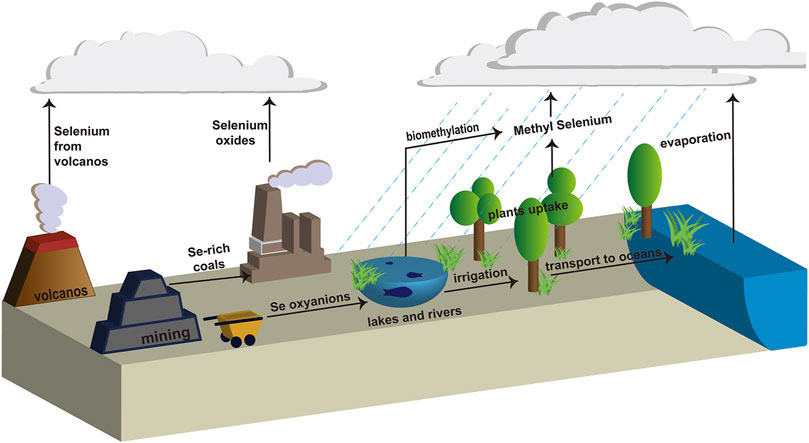 Selenium
from
volcanos
Selenium
oxides
biomethylation
Methyl Selenium
evaporation
plants uptake
Se-rich
coals
volcanos
mining
Se oxyanions
lakes and rivers
irrigation
transport to oceans